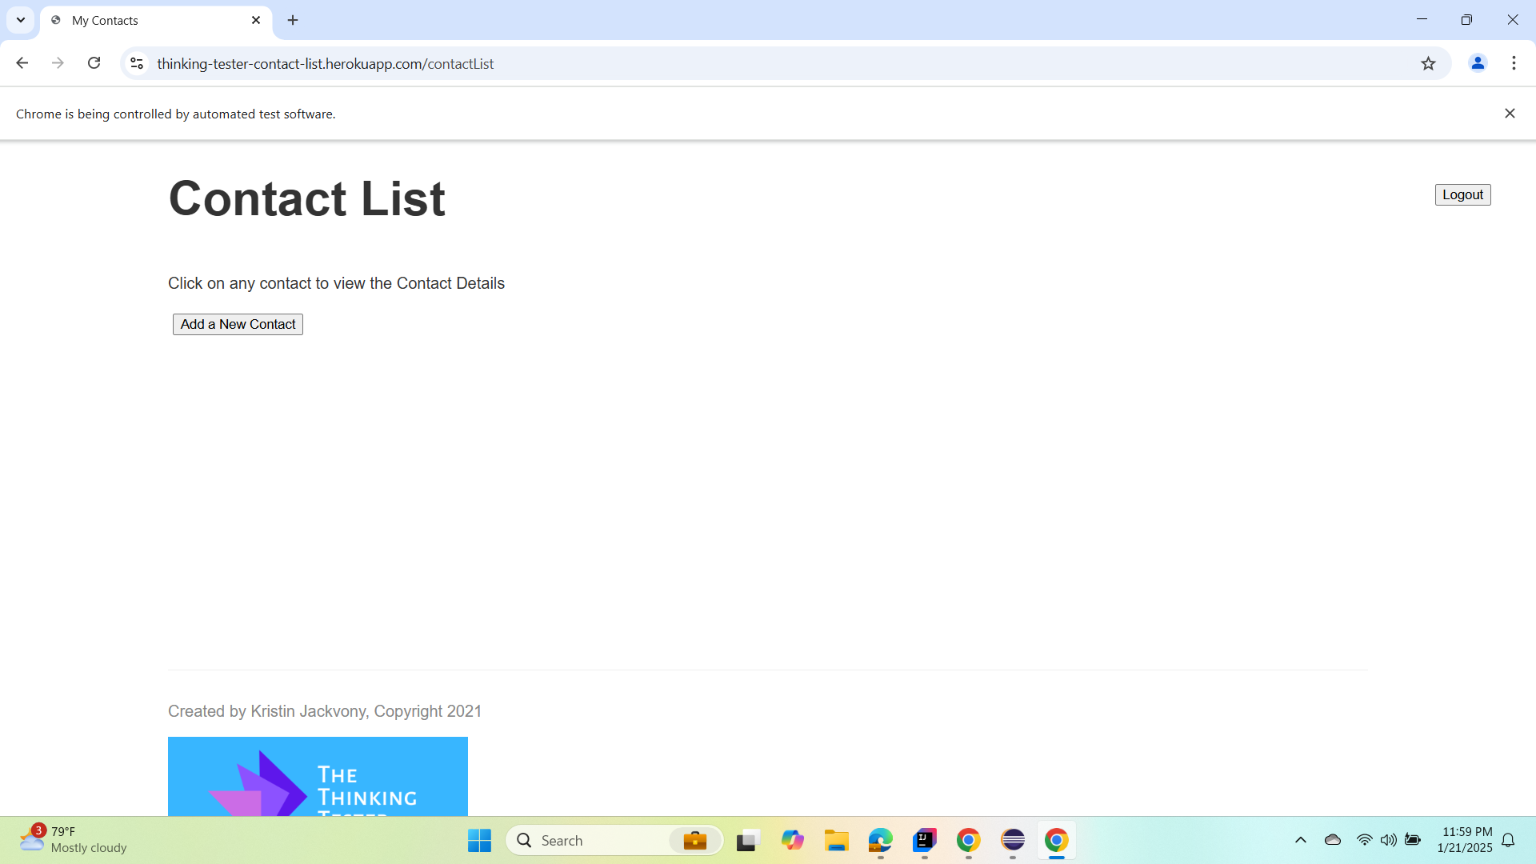 My Contacts
thinking-tester-contact-list.herokuapp.com/contactList
Chrome is being controlled by automated test software.
Contact List
Logout
Click on any contact to view the Contact Details
Add a New Contact
Created by Kristin Jackvony, Copyright 2021
THE
THINKING
TESTER
3
79°F
Mostly cloudy
Search
11:59 PM
1/21/2025